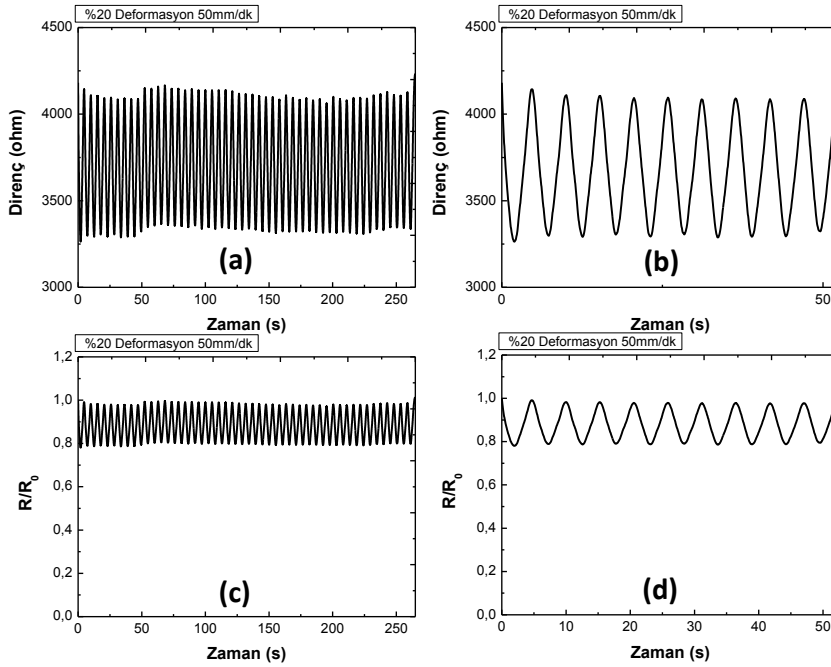 %20 Deformasyon 50mm/dk
4500
4000
3500
3000
Direnç (ohm)
(a)
0 50 100 150 200 250
Zaman (s)
%20 Deformasyon 50mm/dk
4500
4000
3500
3000
Direnç (ohm)
(b)
0 50
Zaman (s)
%20 Deformasyon 50mm/dk
1,2
1,0
0,8
0,6
0,4
0,2
0,0
R/R0
(c)
0 50 100 150 200 250
Zaman (s)
%20 Deformasyon 50mm/dk
1,2
1,0
0,8
0,6
0,4
0,2
0,0
R/R0
(d)
0 10 20 30 40 50
Zaman (s)